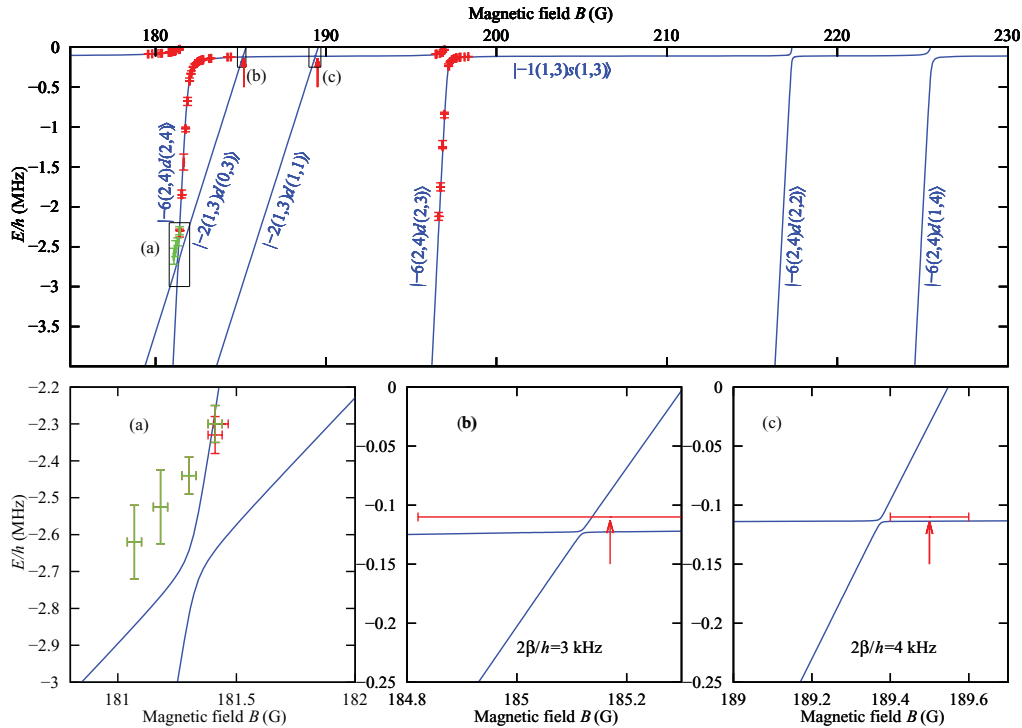 Magnetic field B (G)
180 190 200 210 220 230
0
−0.5
−1
−1.5
−2
−2.5
−3
−3.5
E/h (MHz)
(a)
(b)
(c)
|−6(2,4)d(2,4)⟩⟩
|−2(1,3)d(0,3)⟩⟩
|−2(1,3)d(1,1)⟩⟩
|−1(1,3)s(1,3)⟩⟩
|−6(2,4)d(2,3)⟩⟩
|−6(2,4)d(2,2)⟩⟩
|−6(2,4)d(1,4)⟩⟩
−2.2
−2.3
−2.4
−2.5
−2.6
−2.7
−2.8
−2.9
−3
E/h (MHz)
(a)
181 181.5 182
Magnetic field B (G)
0
−0.05
−0.1
−0.15
−0.2
−0.25
(b)
2β/h=3 kHz
184.8 185 185.2
Magnetic field B (G)
0
−0.05
−0.1
−0.15
−0.2
−0.25
(c)
2β/h=4 kHz
189 189.2 189.4 189.6
Magnetic field B (G)